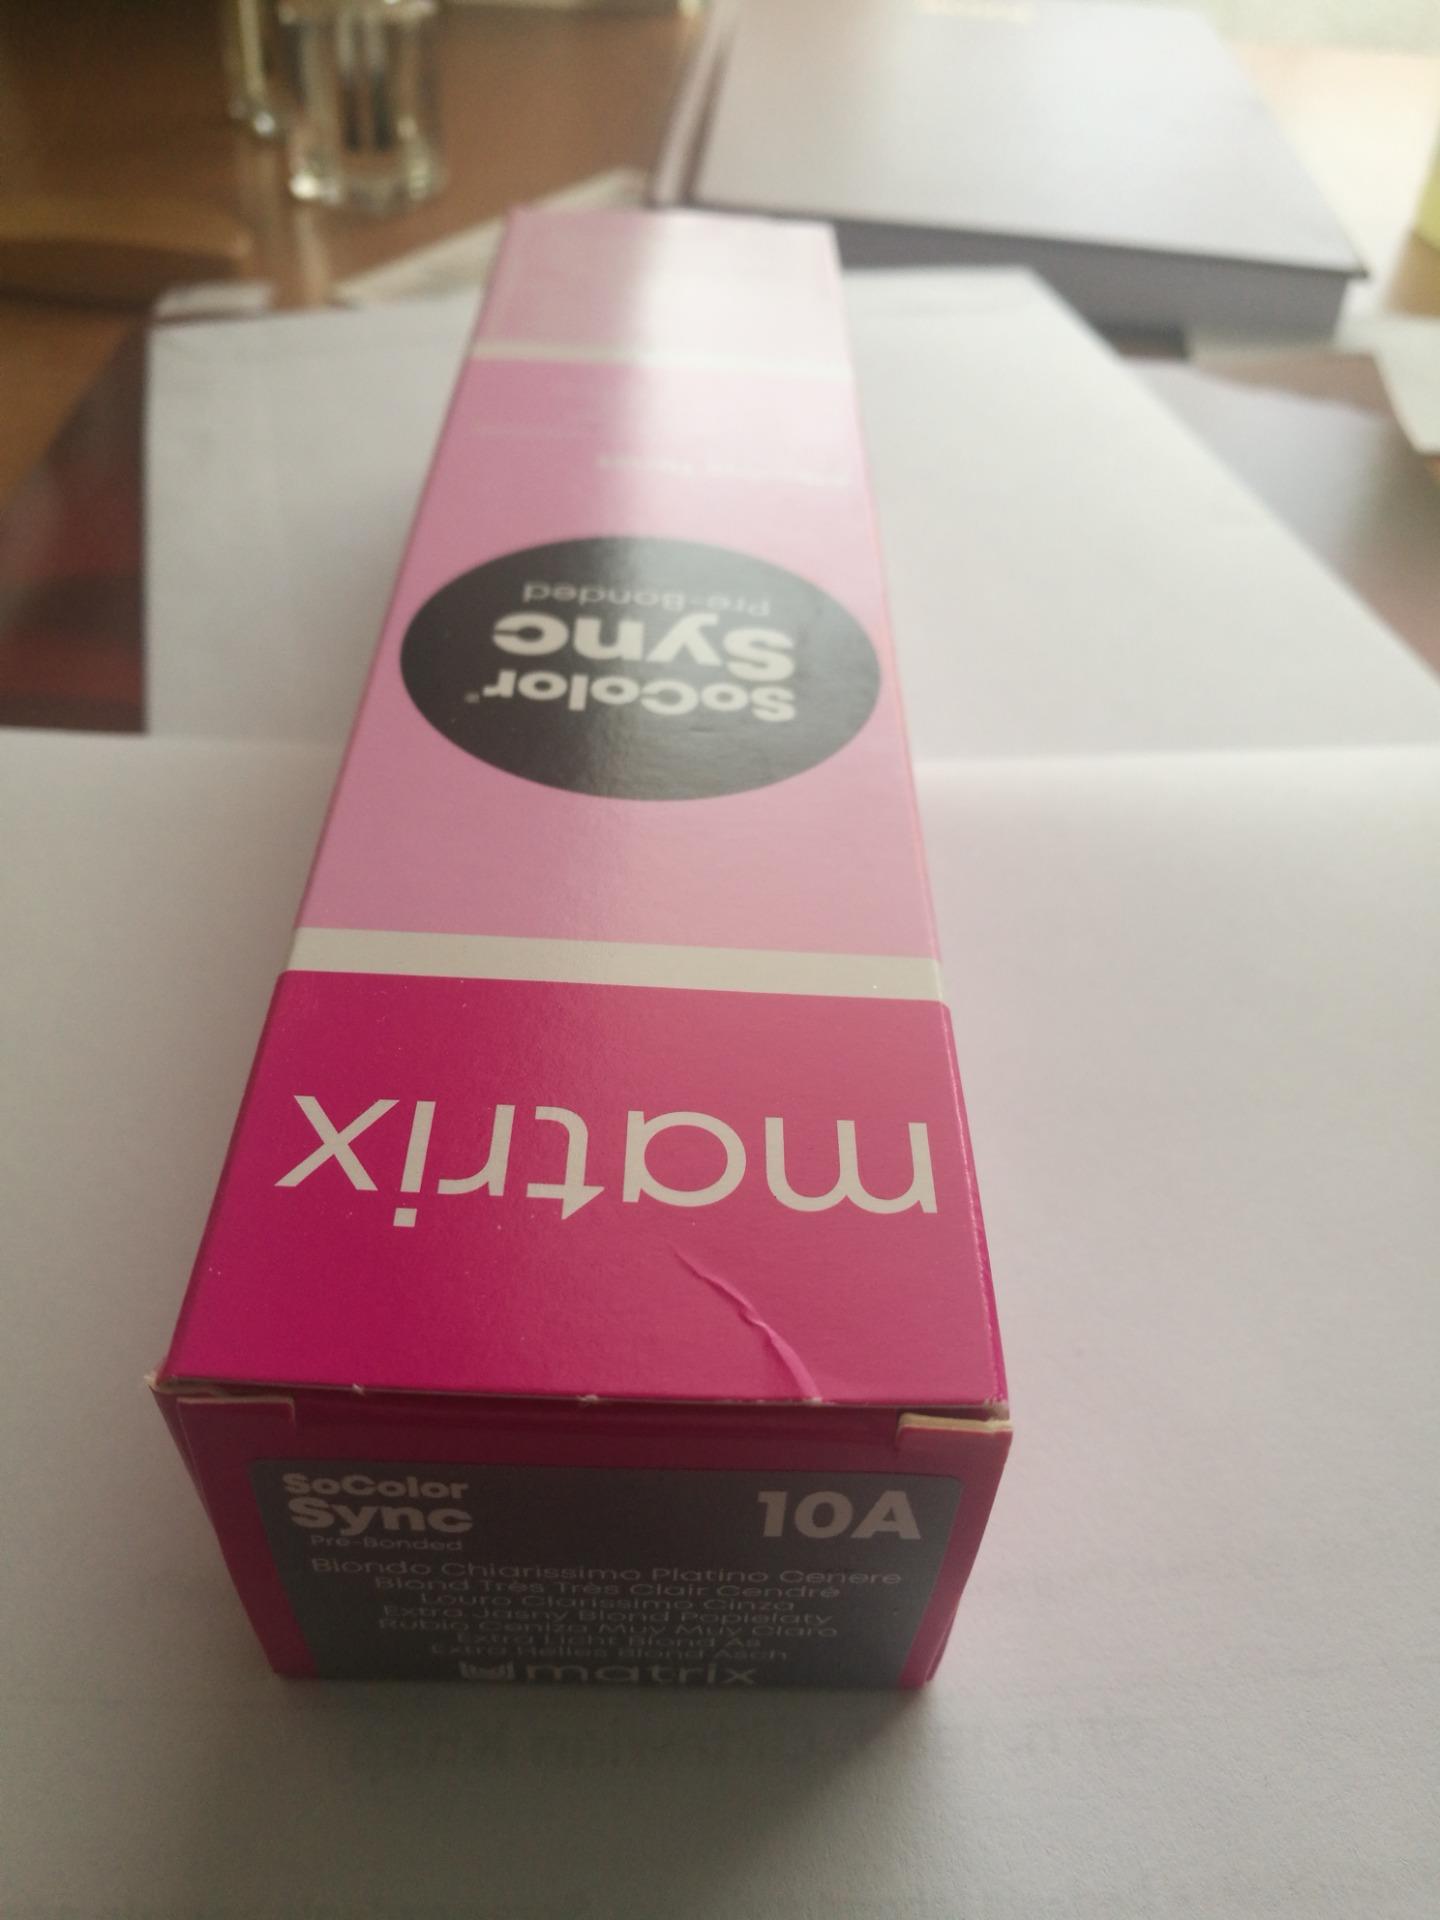 SoColor®
Sync
Pre-Bonded
matrix
SoColor
Sync
Pre-Bonded
10A
Biondo Chiarissimo Platino Cenere
Blond Très Très Clair Cendré
Louro Claríssimo Cinza
Extra Jasny Blond Popielaty
Rubio Ceniza Muy Muy Claro
Extra Licht Blond As
Extra Helles Blond Asch
matrix